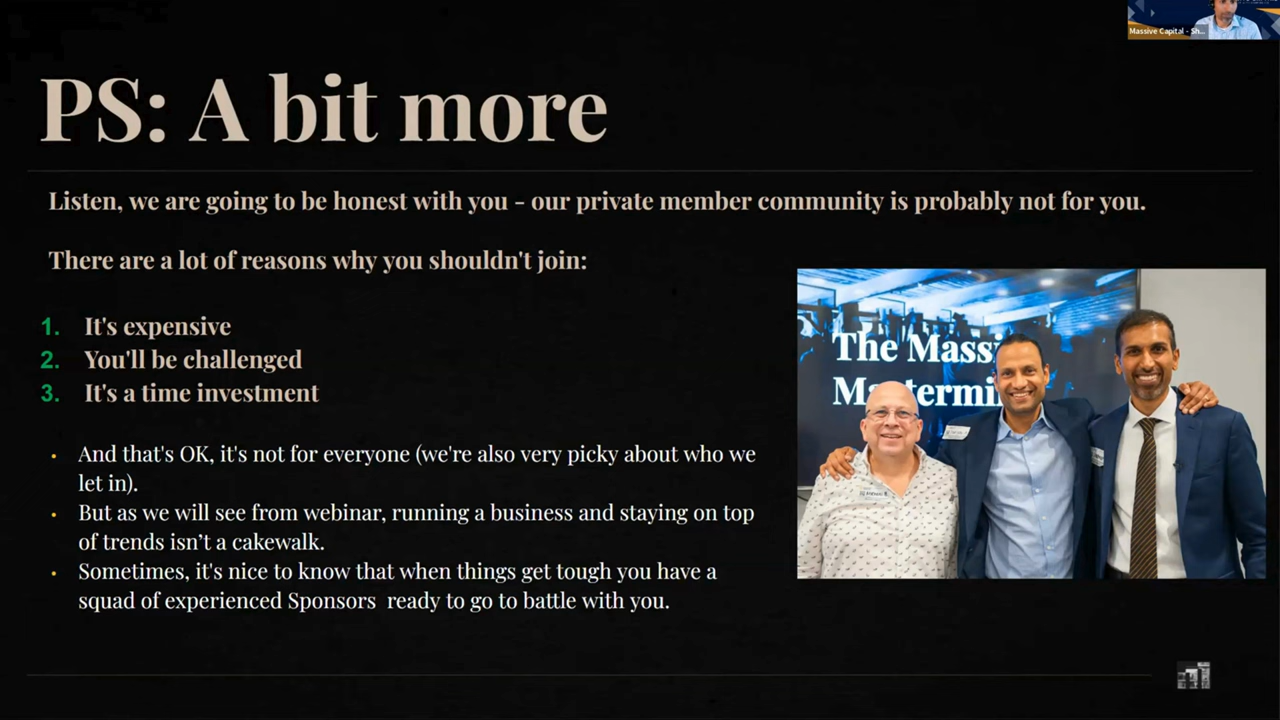 Massive Capital - Sh...
PS: A bit more
Listen, we are going to be honest with you - our private member community is probably not for you.
There are a lot of reasons why you shouldn't join:
1. It's expensive
2. You'll be challenged
3. It's a time investment
• And that's OK, it's not for everyone (we're also very picky about who we
let in).
• But as we will see from webinar, running a business and staying on top
of trends isn’t a cakewalk.
• Sometimes, it's nice to know that when things get tough you have a
squad of experienced Sponsors ready to go to battle with you.
The Massi
Mastermi